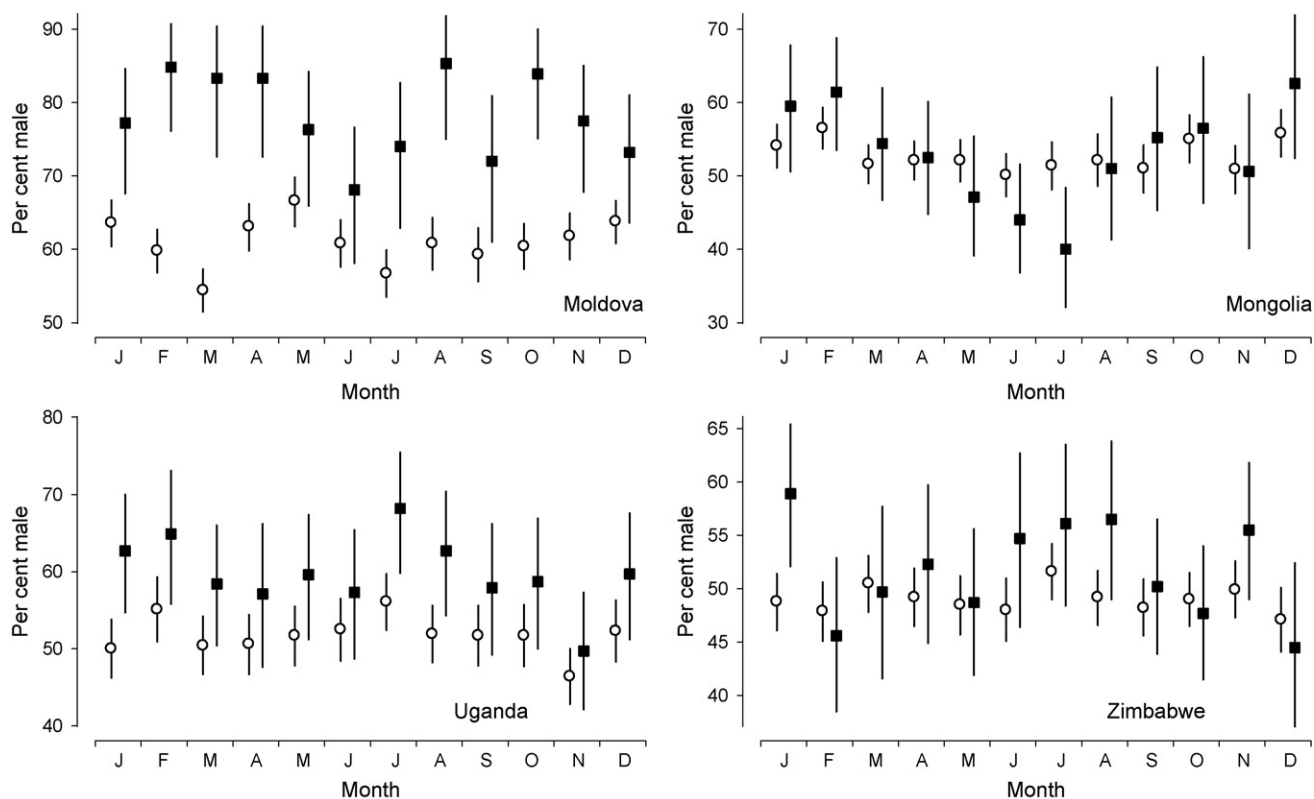 Per cent male
90
80
70
60
50
Moldova
J F M A M J J A S O N D
Month
Per cent male
70
60
50
40
30
Mongolia
J F M A M J J A S O N D
Month
Per cent male
80
70
60
50
40
Uganda
J F M A M J J A S O N D
Month
Per cent male
65
60
55
50
45
40
Zimbabwe
J F M A M J J A S O N D
Month